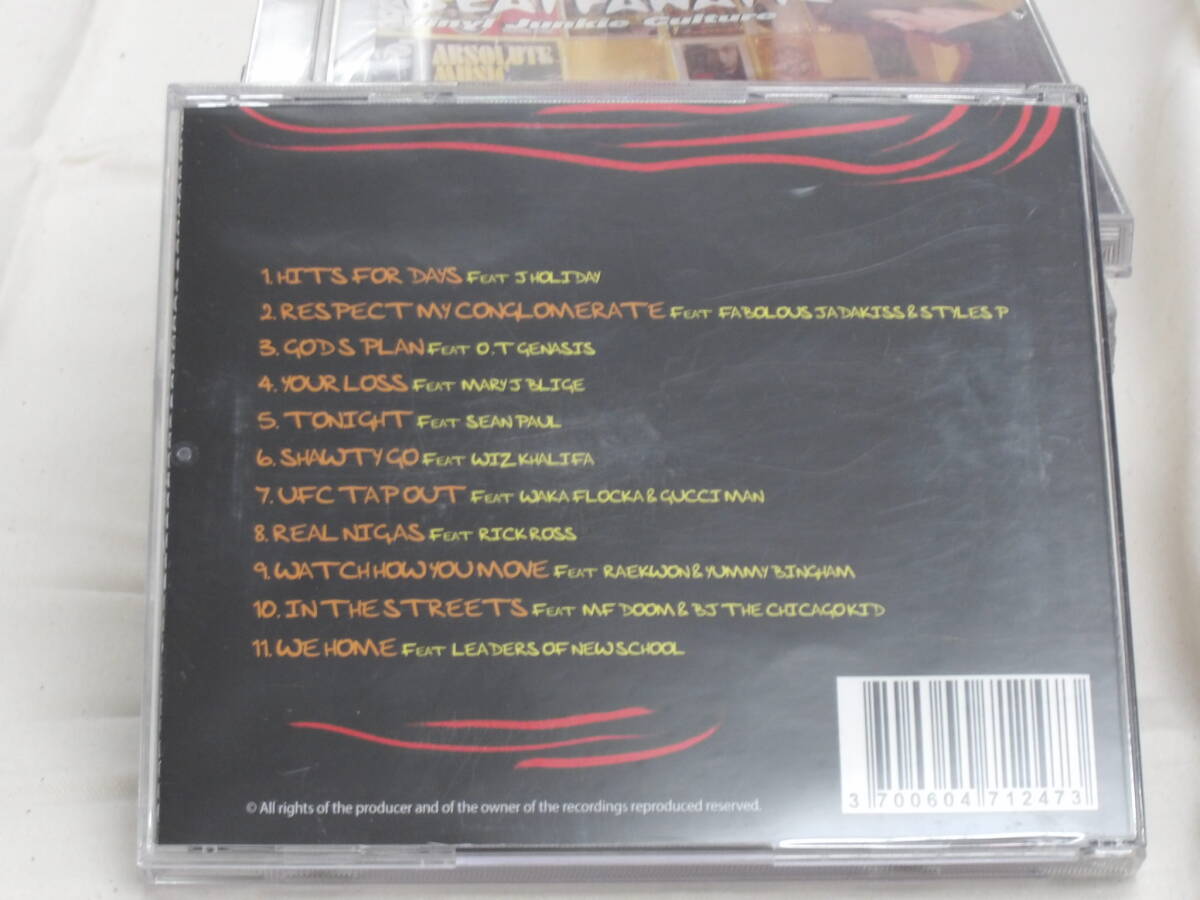 Vinyl Junkie Culture
ABSOLUTE
MUSIC
1. HITS FOR DAYS FEAT J HOLIDAY
2. RESPECT MY CONGLOMERATE FEAT FABOLOUS JADAKISS & STYLES P
3. GODS PLAN FEAT O.T GENASIS
4. YOUR LOSS FEAT MARY J BLIGE
5. TONIGHT FEAT SEAN PAUL
6. SHAWTY GO FEAT WIZ KHALIFA
7. UFC TAP OUT FEAT WAKA FLOCKA & GUCCI MAN
8. REAL NIGAS FEAT RICK ROSS
9. WATCH HOW YOU MOVE FEAT RAEKWON & YUMMY BINGHAM
10. IN THE STREETS FEAT MF DOOM & BJ THE CHICAGO KID
11. WE HOME FEAT LEADERS OF NEW SCHOOL
© All rights of the producer and of the owner of the recordings reproduced reserved.
3 700604 712473